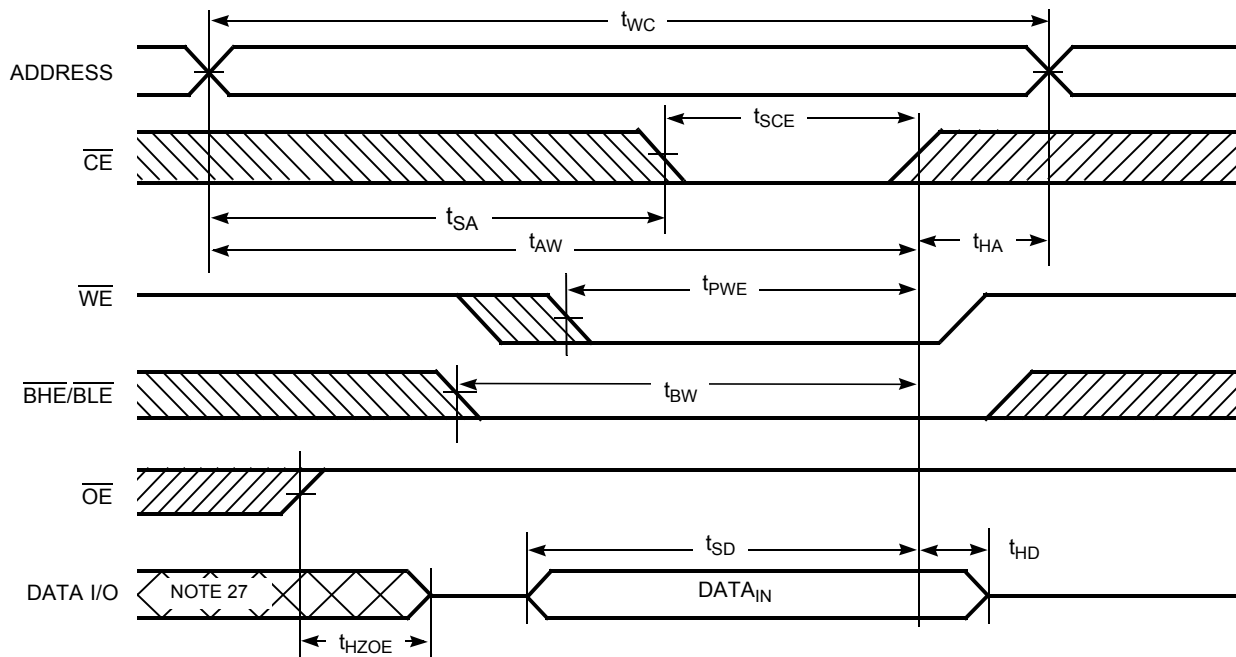 tWC
ADDRESS
tSCE
CE
tSA
tAW
tHA
WE
tPWE
BHE/BLE
tBW
OE
tSD
tHD
DATA I/O
NOTE 27
DATAIN
tHZOE